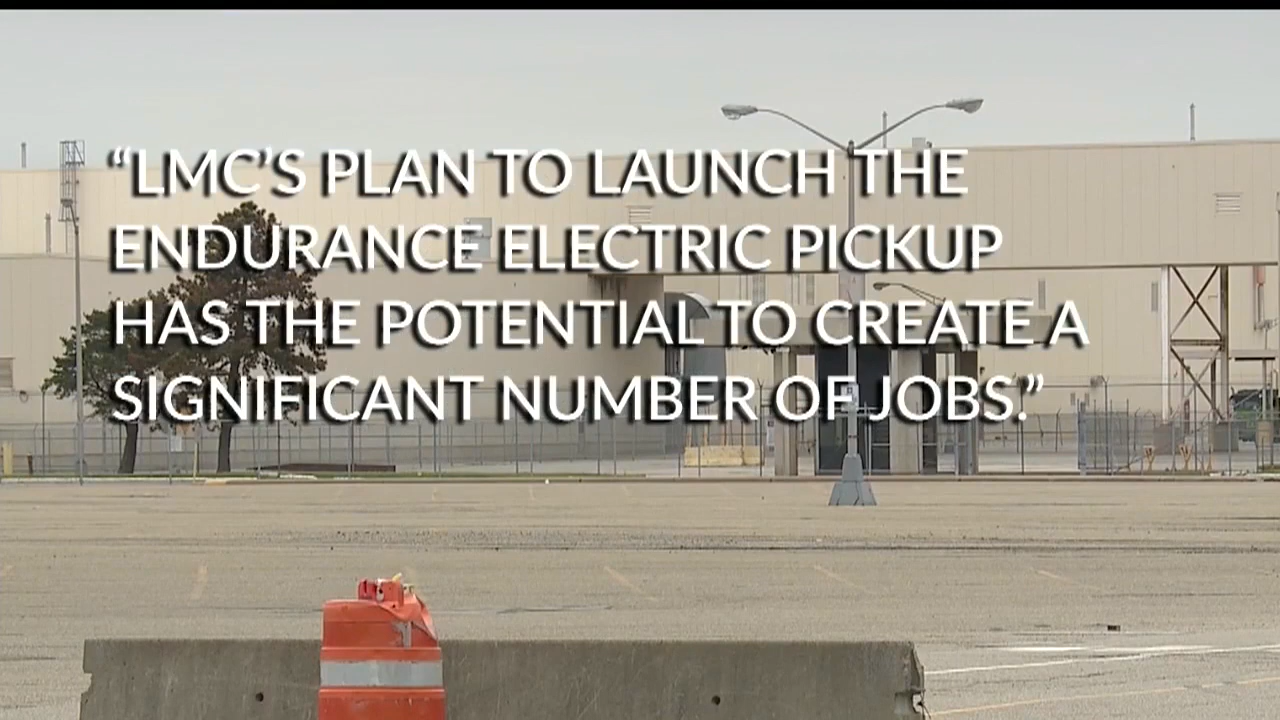 “LMC’S PLAN TO LAUNCH THE
ENDURANCE ELECTRIC PICKUP
HAS THE POTENTIAL TO CREATE A
SIGNIFICANT NUMBER OF JOBS.”